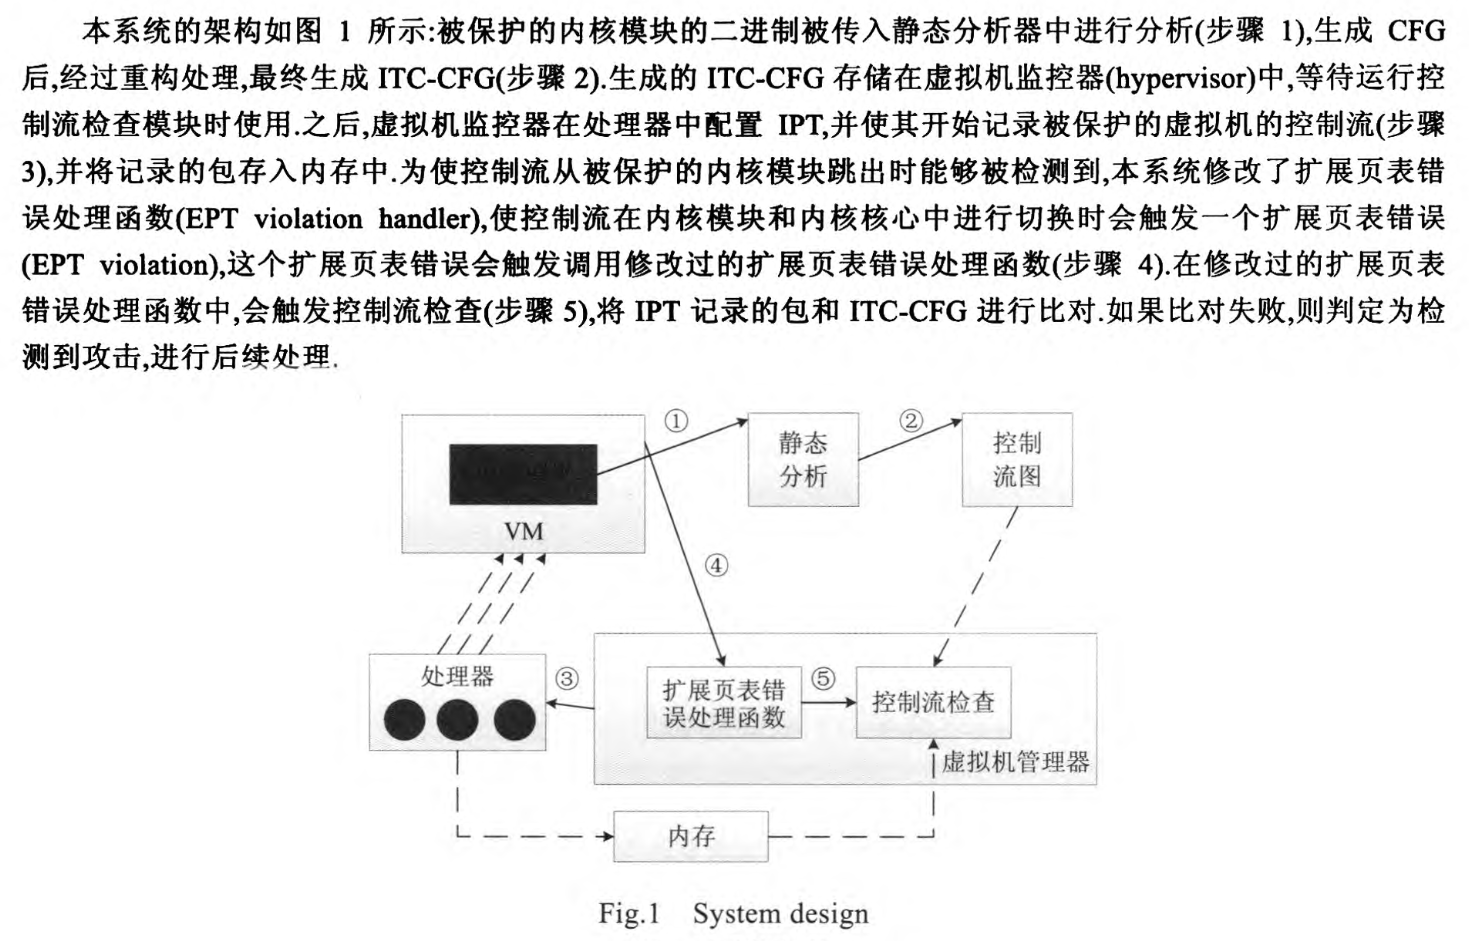 本系统的架构如图 1 所示:被保护的内核模块的二进制被传入静态分析器中进行分析(步骤 1),生成 CFG
后,经过重构处理,最终生成 ITC-CFG(步骤 2).生成的 ITC-CFG 存储在虚拟机监控器(hypervisor)中,等待运行控
制流检查模块时使用.之后,虚拟机监控器在处理器中配置 IPT,并使其开始记录被保护的虚拟机的控制流(步骤
3),并将记录的包存入内存中.为使控制流从被保护的内核模块跳出时能够被检测到,本系统修改了扩展页表错
误处理函数(EPT violation handler),使控制流在内核模块和内核核心中进行切换时会触发一个扩展页表错误
(EPT violation),这个扩展页表错误会触发调用修改过的扩展页表错误处理函数(步骤 4).在修改过的扩展页表
错误处理函数中,会触发控制流检查(步骤 5),将 IPT 记录的包和 ITC-CFG 进行比对.如果比对失败,则判定为检
测到攻击,进行后续处理.
①
②
静态
分析
控制
流图
VM
④
处理器
③
扩展页表错
误处理函数
⑤
控制流检查
虚拟机管理器
内存
Fig.1 System design